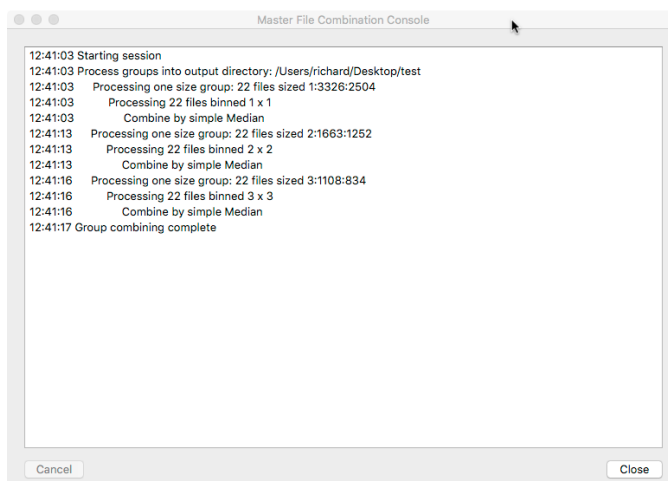 Master File Combination Console
12:41:03 Starting session
12:41:03 Process groups into output directory: /Users/richard/Desktop/test
12:41:03 Processing one size group: 22 files sized 1:3326:2504
12:41:03 Processing 22 files binned 1 x 1
12:41:03 Combine by simple Median
12:41:13 Processing one size group: 22 files sized 2:1663:1252
12:41:13 Processing 22 files binned 2 x 2
12:41:13 Combine by simple Median
12:41:16 Processing one size group: 22 files sized 3:1108:834
12:41:16 Processing 22 files binned 3 x 3
12:41:16 Combine by simple Median
12:41:17 Group combining complete
Cancel
Close